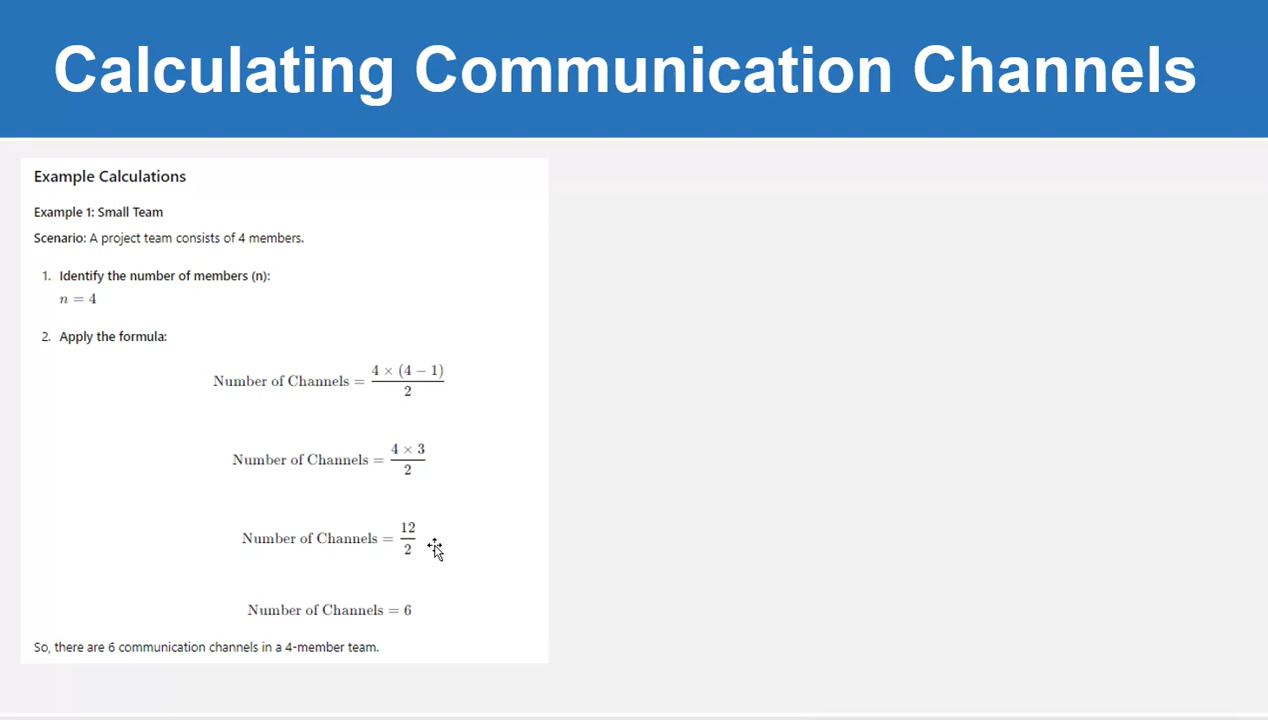 Calculating Communication Channels
Example Calculations
Example 1: Small Team
Scenario: A project team consists of 4 members.
1. Identify the number of members (n):
n = 4
2. Apply the formula:
Number of Channels = 4 × (4 − 1) / 2
Number of Channels = 4 × 3 / 2
Number of Channels = 12 / 2
Number of Channels = 6
So, there are 6 communication channels in a 4-member team.